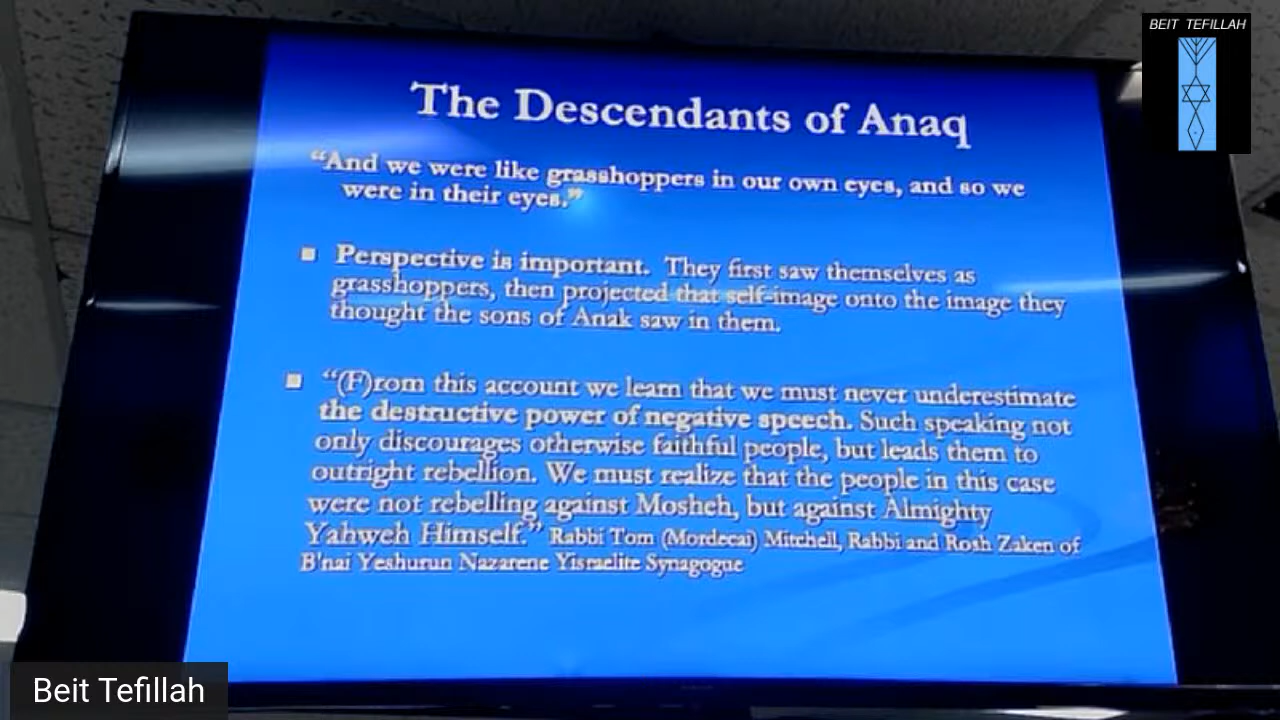 BEIT TEFILLAH
The Descendants of Anaq
“And we were like grasshoppers in our own eyes, and so we
were in their eyes.”
Perspective is important. They first saw themselves as
grasshoppers, then projected that self-image onto the image they
thought the sons of Anak saw in them.
“(F)rom this account we learn that we must never underestimate
the destructive power of negative speech. Such speaking not
only discourages otherwise faithful people, but leads them to
outright rebellion. We must realize that the people in this case
were not rebelling against Mosheh, but against Almighty
Yahweh Himself.” Rabbi Tom (Mordecai) Mitchell, Rabbi and Rosh Zaken of
B'nai Yeshurun Nazarene Yisraelite Synagogue
Beit Tefillah